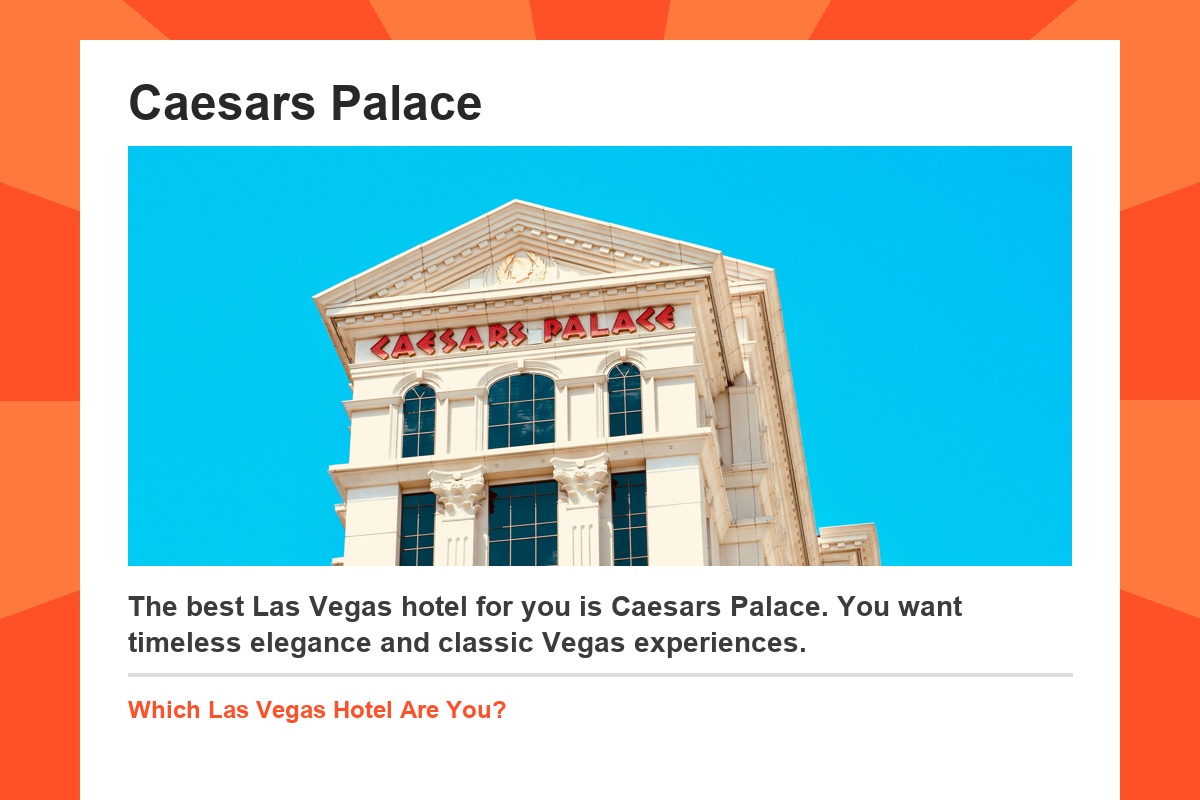 Caesars Palace
CAESARS PALACE
The best Las Vegas hotel for you is Caesars Palace. You want
timeless elegance and classic Vegas experiences.
Which Las Vegas Hotel Are You?